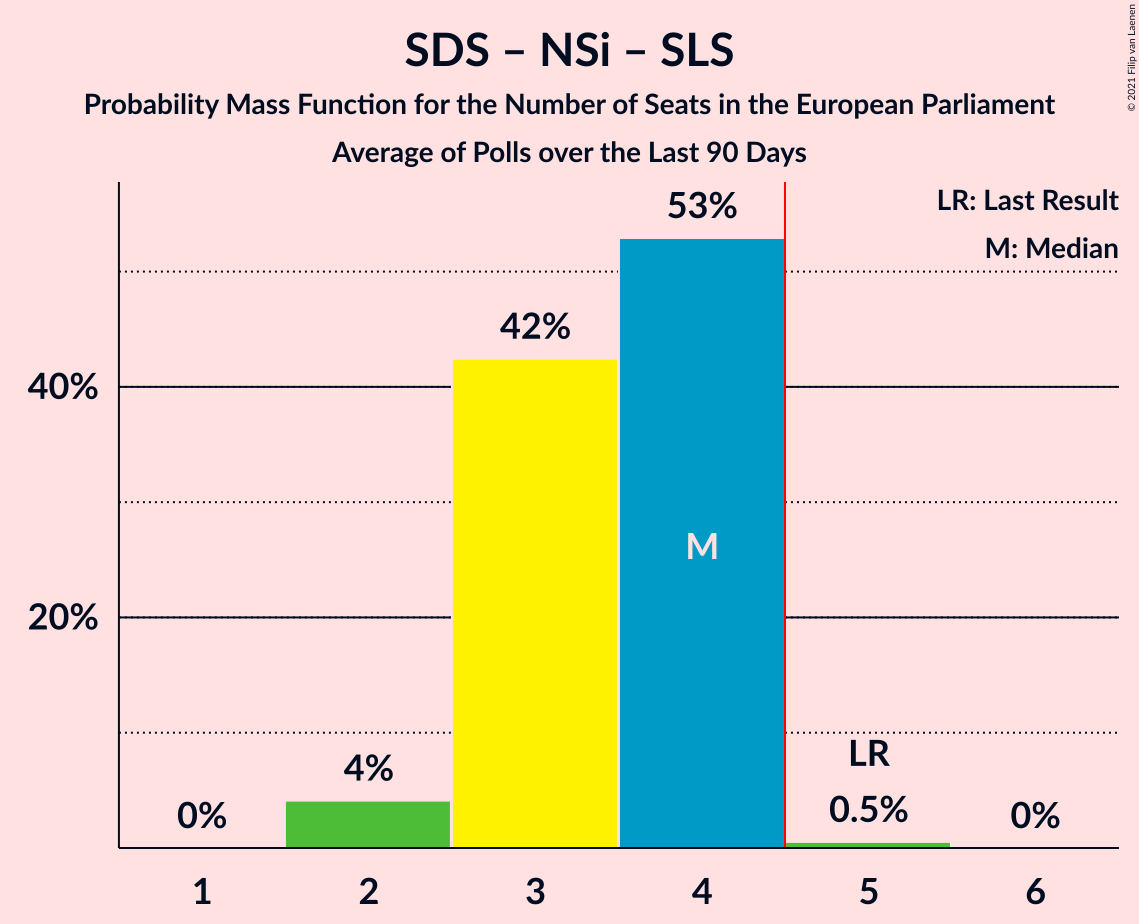 SDS – NSi – SLS
Probability Mass Function for the Number of Seats in the European Parliament
Average of Polls over the Last 90 Days
© 2021 Filip van Laenen
LR: Last Result
M: Median
53%
42%
40%
M
20%
LR
4%
0.5%
0%
0%
1 2 3 4 5 6